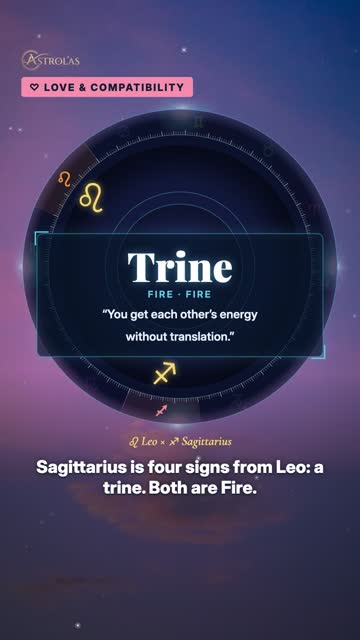 ASTROLAS
♡ LOVE & COMPATIBILITY
Trine
FIRE · FIRE
“You get each other’s energy
without translation.”
♌ Leo × ♐ Sagittarius
Sagittarius is four signs from Leo: a
trine. Both are Fire.